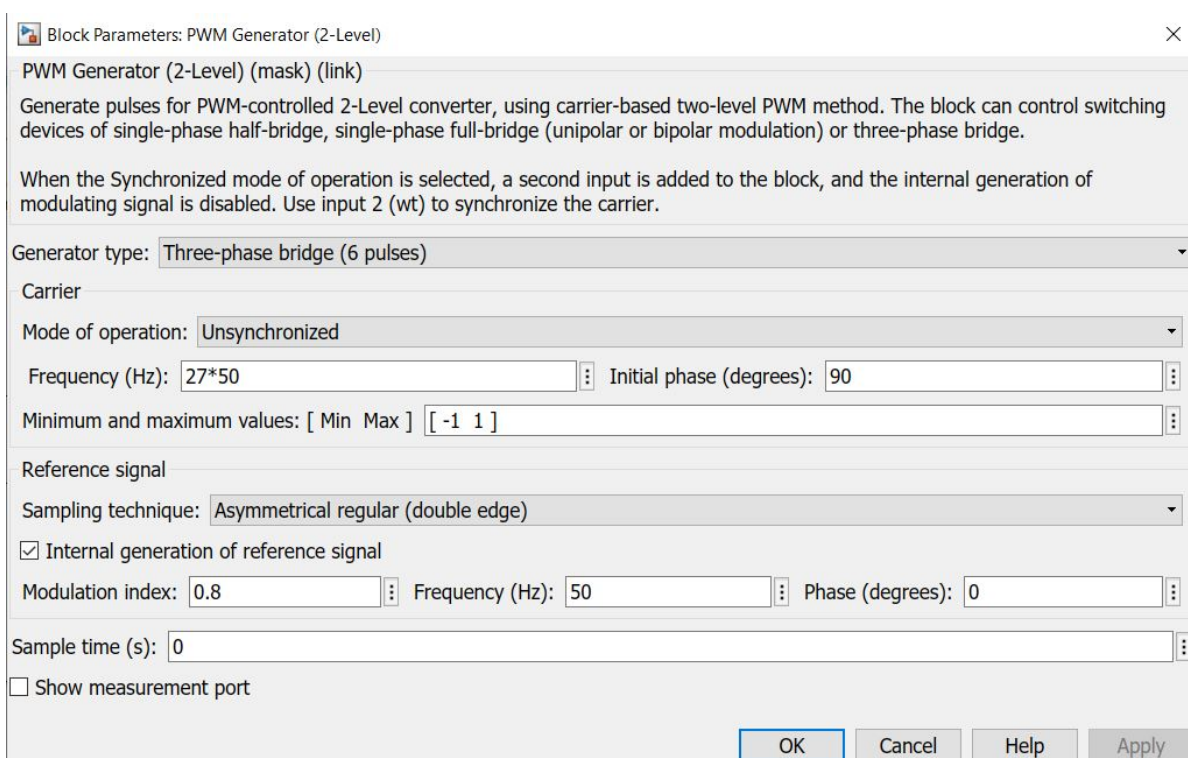 Block Parameters: PWM Generator (2-Level)
PWM Generator (2-Level) (mask) (link)
Generate pulses for PWM-controlled 2-Level converter, using carrier-based two-level PWM method. The block can control switching
devices of single-phase half-bridge, single-phase full-bridge (unipolar or bipolar modulation) or three-phase bridge.
When the Synchronized mode of operation is selected, a second input is added to the block, and the internal generation of
modulating signal is disabled. Use input 2 (wt) to synchronize the carrier.
Generator type: Three-phase bridge (6 pulses)
Carrier
Mode of operation: Unsynchronized
Frequency (Hz): 27*50 Initial phase (degrees): 90
Minimum and maximum values: [ Min Max ] [ -1 1 ]
Reference signal
Sampling technique: Asymmetrical regular (double edge)
Internal generation of reference signal
Modulation index: 0.8 Frequency (Hz): 50 Phase (degrees): 0
Sample time (s): 0
Show measurement port
OK Cancel Help Apply